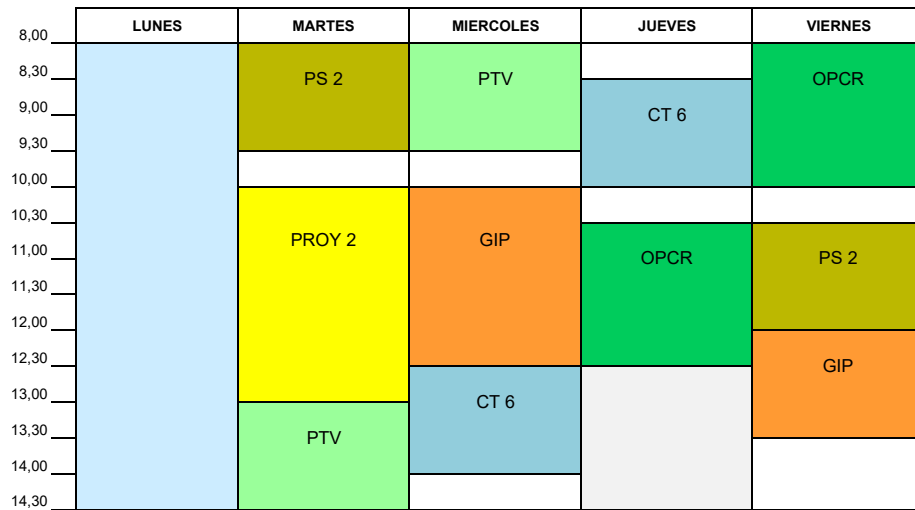 LUNES MARTES MIERCOLES JUEVES VIERNES
8,00
8,30 PS 2 PTV OPCR
9,00 CT 6
9,30
10,00
10,30
11,00 PROY 2 GIP OPCR PS 2
11,30
12,00
12,30 GIP
13,00 CT 6
13,30 PTV
14,00
14,30